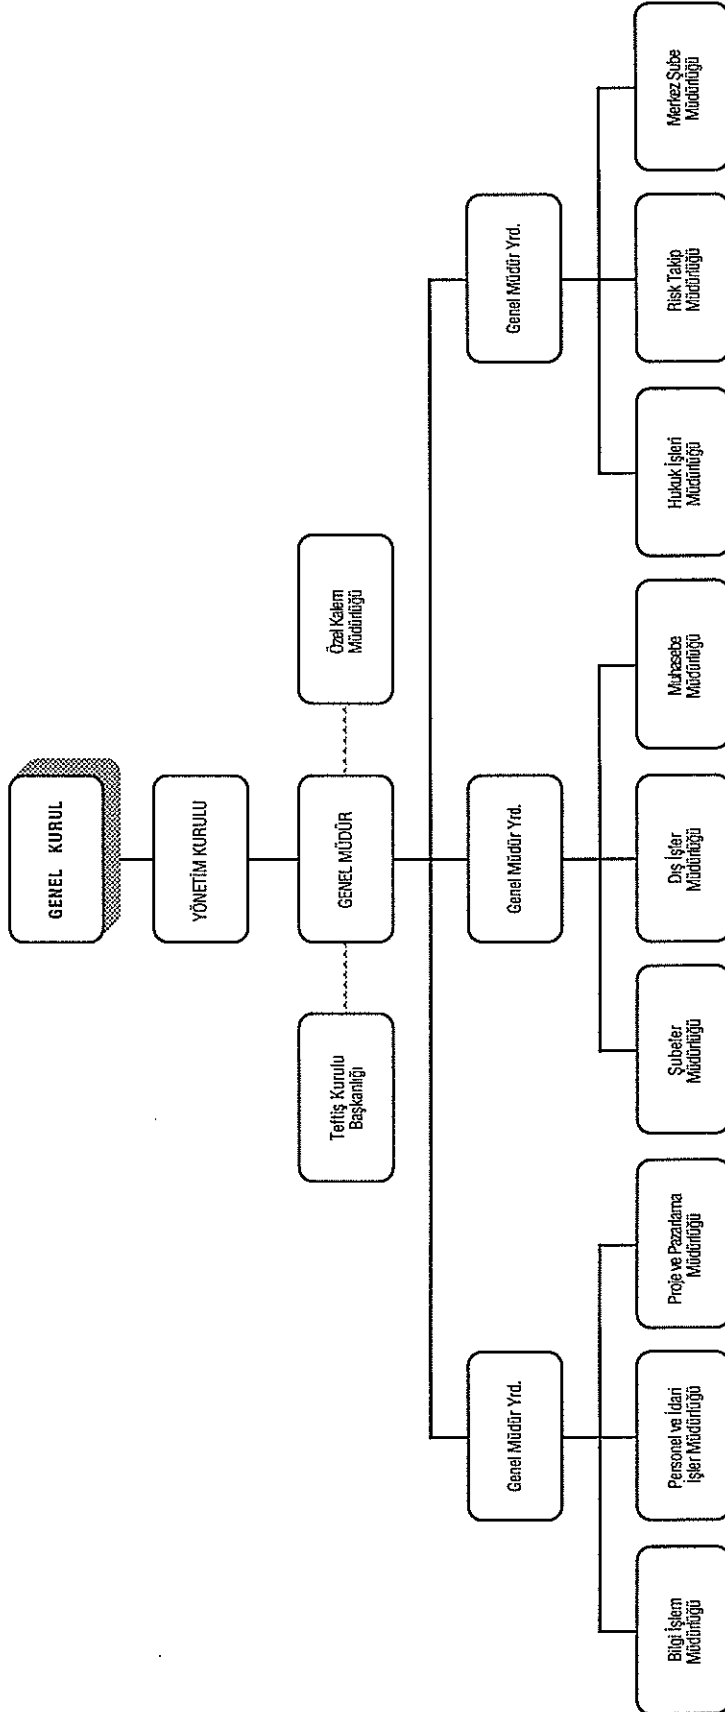 GENEL KURUL
YÖNETİM KURULU
Teftiş Kurulu
Başkanlığı
GENEL MÜDÜR
Özel Kalem
Müdürlüğü
Genel Müdür Yrd.
Genel Müdür Yrd.
Genel Müdür Yrd.
Bilgi İşlem
Müdürlüğü
Personel ve İdari
İşler Müdürlüğü
Proje ve Pazarlama
Müdürlüğü
Şubeler
Müdürlüğü
Dış İşler
Müdürlüğü
Muhasebe
Müdürlüğü
Hukuk İşleri
Müdürlüğü
Risk Takip
Müdürlüğü
Merkez Şube
Müdürlüğü